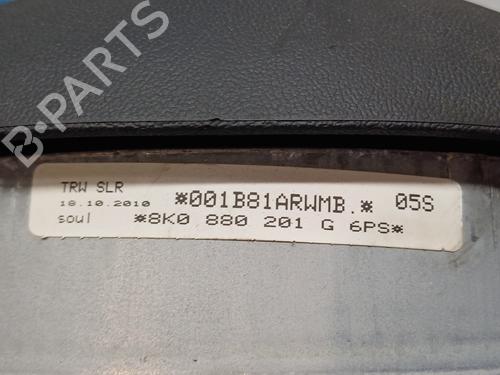 B-PARTS
TRW SLR
18.10.2010
*001B81ARWMB.* 05S
soul *8K0 880 201 G 6PS*